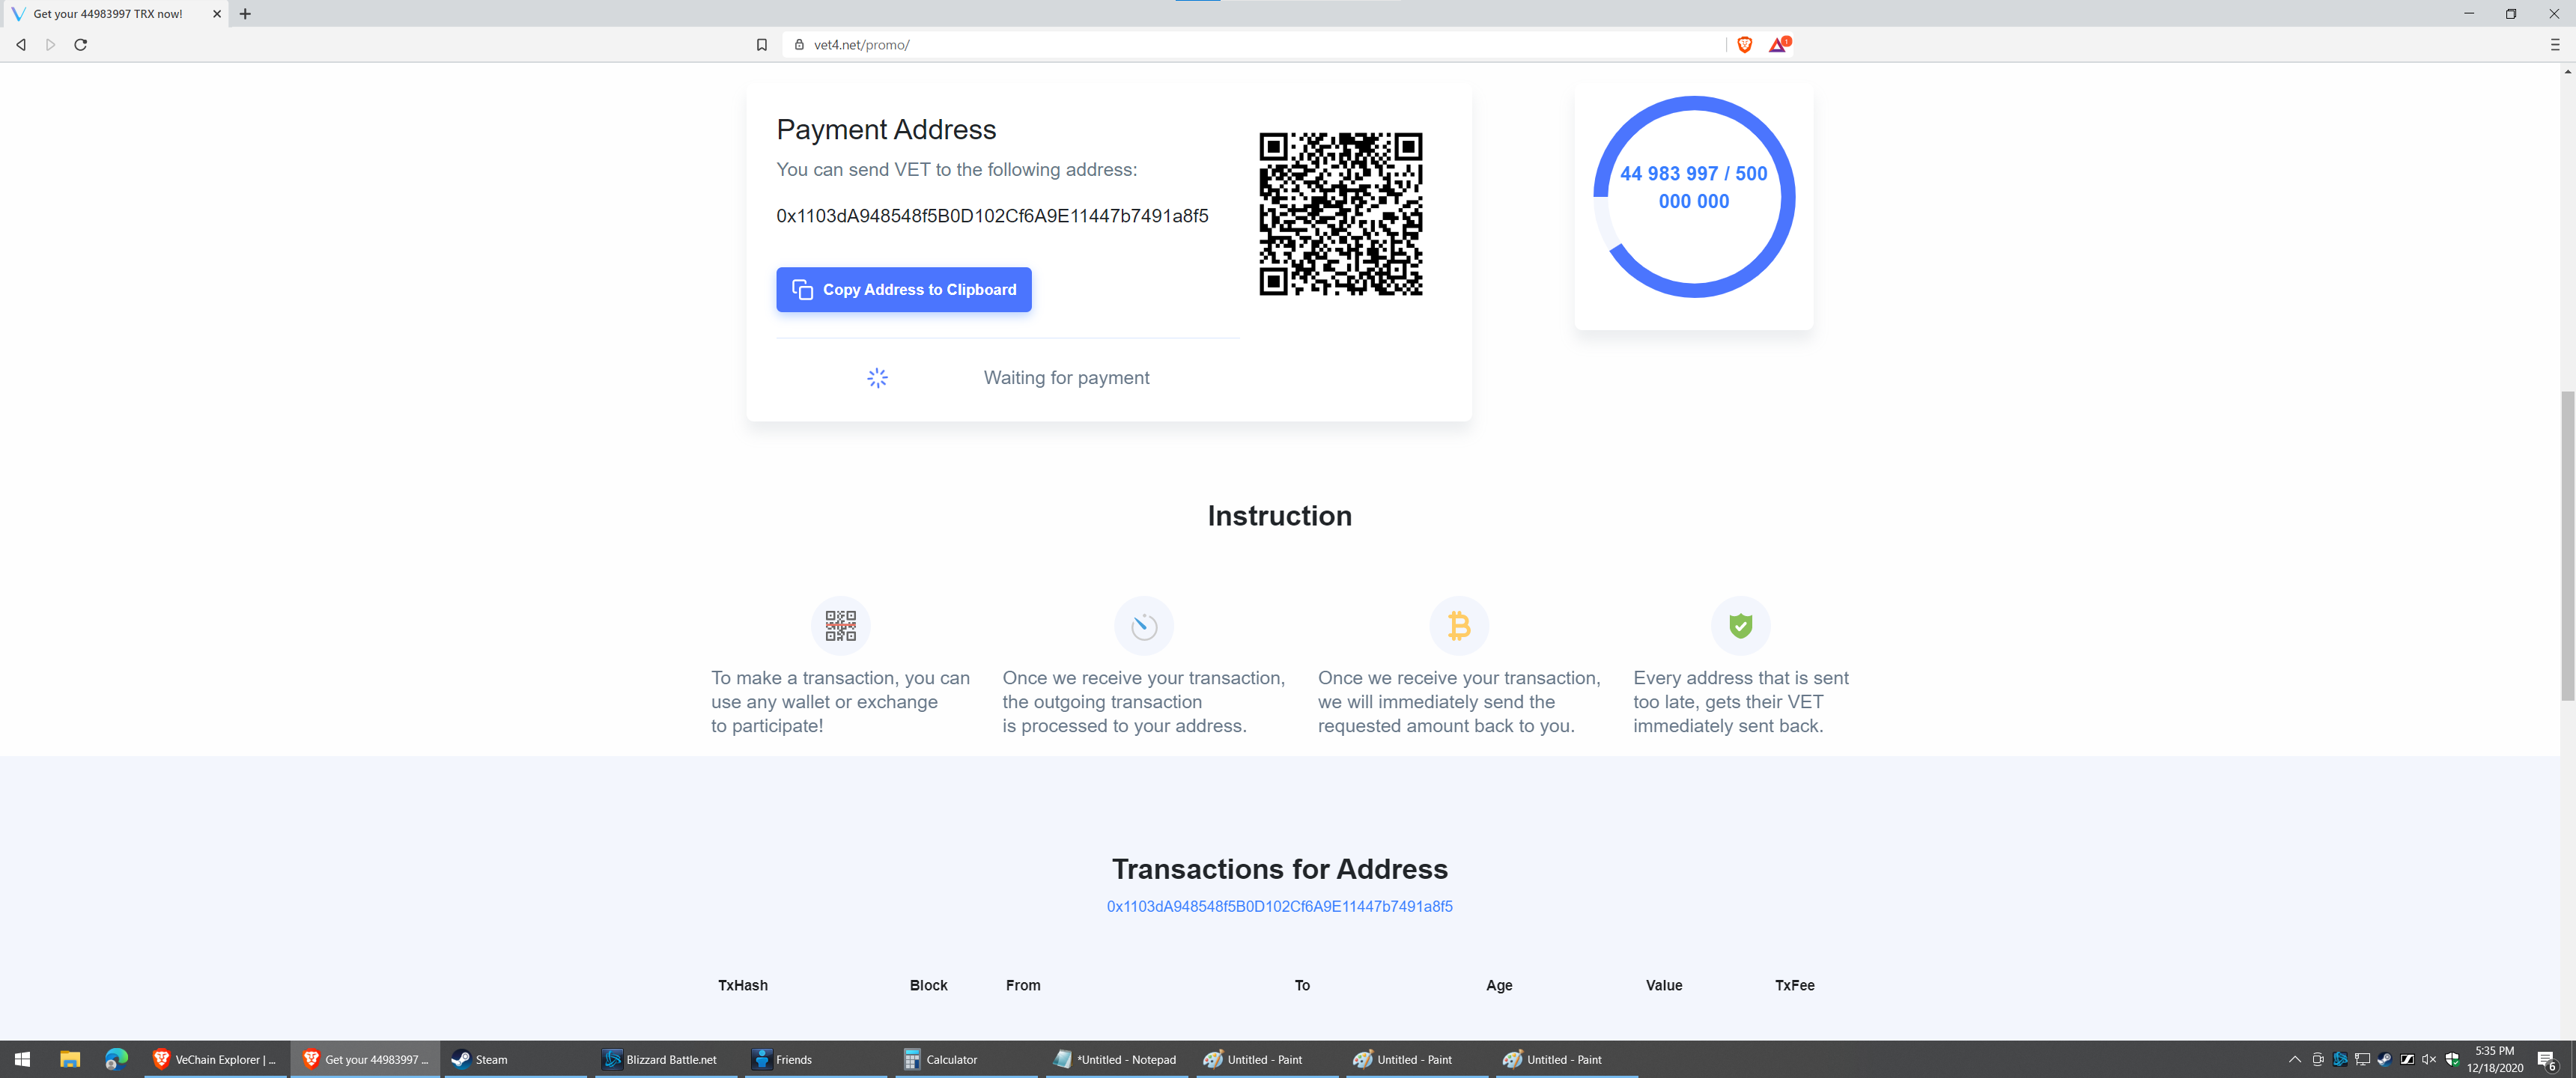 Get your 44983997 TRX now!
vet4.net/promo/
1
Payment Address
You can send VET to the following address:
0x1103dA948548f5B0D102Cf6A9E11447b7491a8f5
Copy Address to Clipboard
Waiting for payment
44 983 997 / 500
000 000
Instruction
To make a transaction, you can
use any wallet or exchange
to participate!
Once we receive your transaction,
the outgoing transaction
is processed to your address.
Once we receive your transaction,
we will immediately send the
requested amount back to you.
Every address that is sent
too late, gets their VET
immediately sent back.
Transactions for Address
0x1103dA948548f5B0D102Cf6A9E11447b7491a8f5
TxHash Block From To Age Value TxFee
VeChain Explorer | ... Get your 44983997 ... Steam Blizzard Battle.net Friends Calculator *Untitled - Notepad Untitled - Paint Untitled - Paint Untitled - Paint
5:35 PM
12/18/2020
6